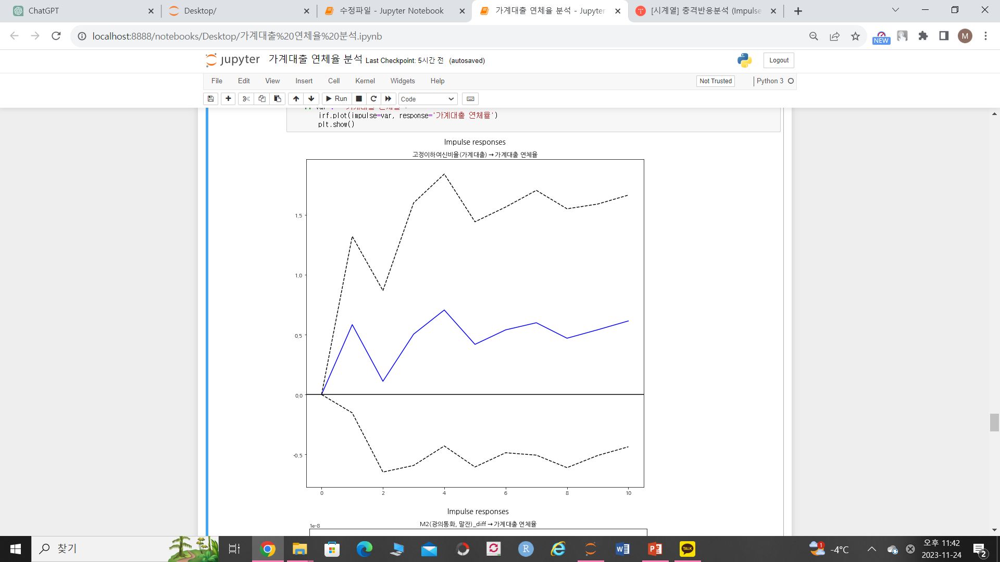 ChatGPT
Desktop/
수정파일 - Jupyter Notebook
가계대출 연체율 분석 - Jupyter
[시계열] 충격반응분석 (Impulse
localhost:8888/notebooks/Desktop/가계대출%20연체율%20분석.ipynb
NEW
M
jupyter 가계대출 연체율 분석 Last Checkpoint: 5시간 전 (autosaved)
Logout
File Edit View Insert Cell Kernel Widgets Help
Not Trusted
Python 3
Run
Code
irf.plot(impulse=var, response='가계대출 연체율')
plt.show()
Impulse responses
고정이하여신비율(가계대출) → 가계대출 연체율
1.5
1.0
0.5
0.0
-0.5
0 2 4 6 8 10
Impulse responses
M2(광의통화, 말잔)_diff → 가계대출 연체율
1e-8
찾기
R
W
P
TALK
1
-4°C
오후 11:42
2023-11-24
2